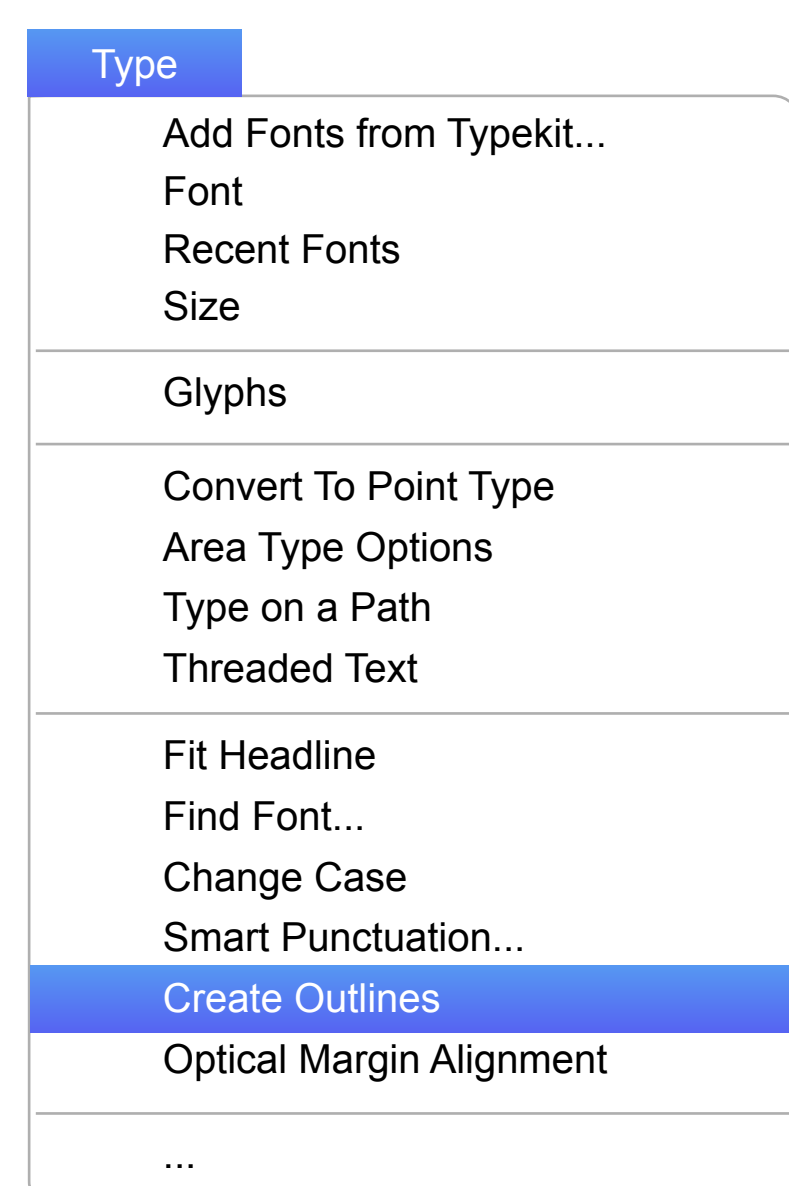 Type
Add Fonts from Typekit...
Font
Recent Fonts
Size
Glyphs
Convert To Point Type
Area Type Options
Type on a Path
Threaded Text
Fit Headline
Find Font...
Change Case
Smart Punctuation...
Create Outlines
Optical Margin Alignment
...